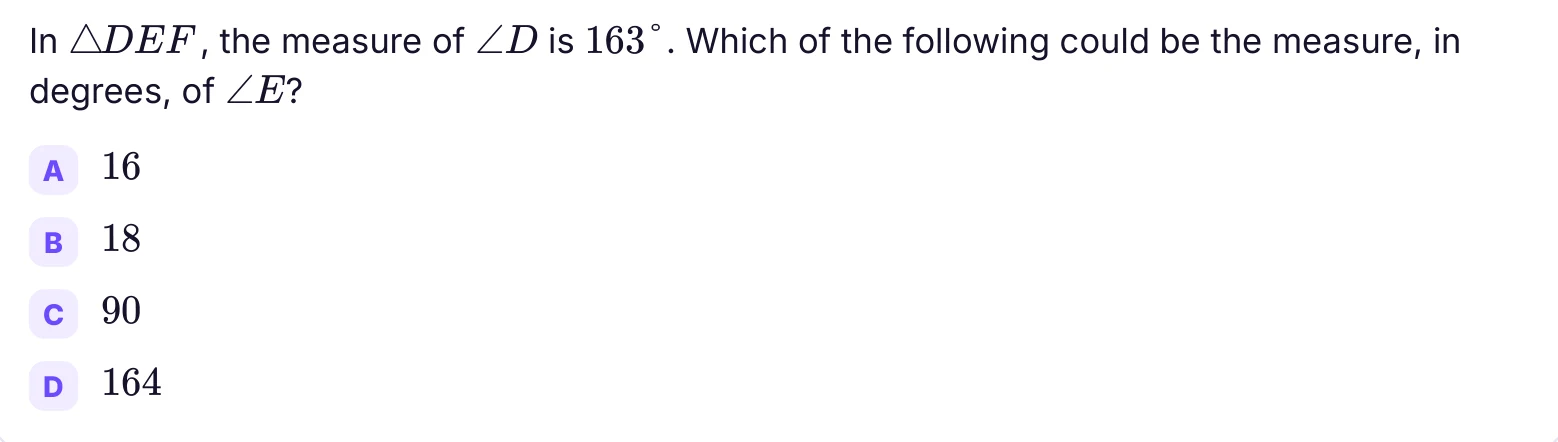 In △DEF, the measure of ∠D is 163°. Which of the following could be the measure, in
degrees, of ∠E?
A 16
B 18
C 90
D 164